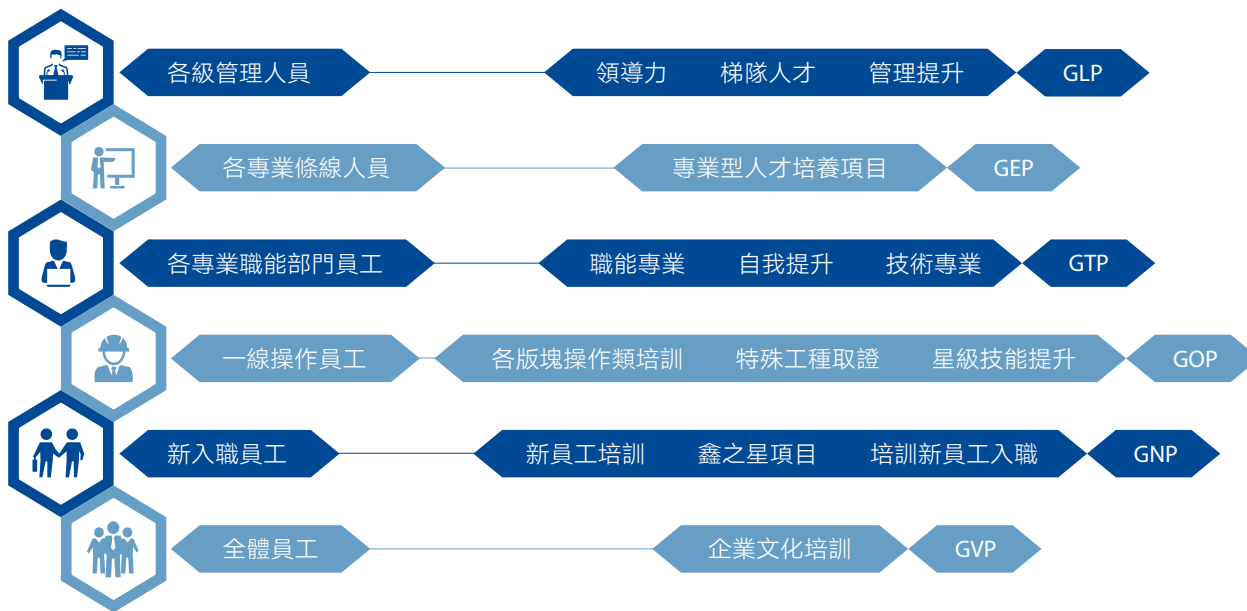 各級管理人員 領導力 梯隊人才 管理提升 GLP
各專業條線人員 專業型人才培養項目 GEP
各專業職能部門員工 職能專業 自我提升 技術專業 GTP
一線操作員工 各版塊操作類培訓 特殊工種取證 星級技能提升 GOP
新入職員工 新員工培訓 鑫之星項目 培訓新員工入職 GNP
全體員工 企業文化培訓 GVP